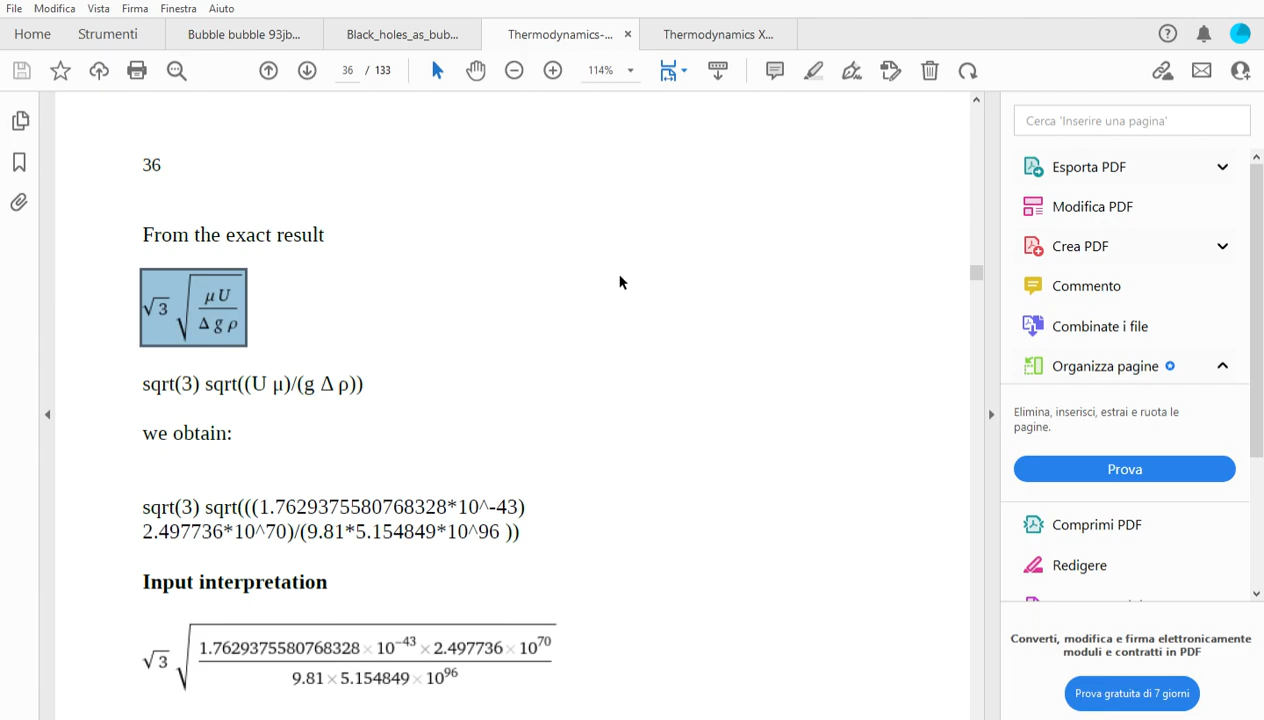 File Modifica Vista Firma Finestra Aiuto
Home Strumenti Bubble bubble 93jb... Black_holes_as_bub... Thermodynamics-... × Thermodynamics X...
36 / 133 114%
Cerca 'Inserire una pagina'
Esporta PDF
Modifica PDF
Crea PDF
Commento
Combinate i file
Organizza pagine
Elimina, inserisci, estrai e ruota le
pagine.
Prova
Comprimi PDF
Redigere
Converti, modifica e firma elettronicamente
moduli e contratti in PDF
Prova gratuita di 7 giorni
36
From the exact result
√3 √(μ U / Δ g ρ)
sqrt(3) sqrt((U μ)/(g Δ ρ))
we obtain:
sqrt(3) sqrt(((1.7629375580768328*10^-43)
2.497736*10^70)/(9.81*5.154849*10^96 ))
Input interpretation
√3 √(1.7629375580768328 × 10^-43 × 2.497736 × 10^70 / 9.81 × 5.154849 × 10^96)